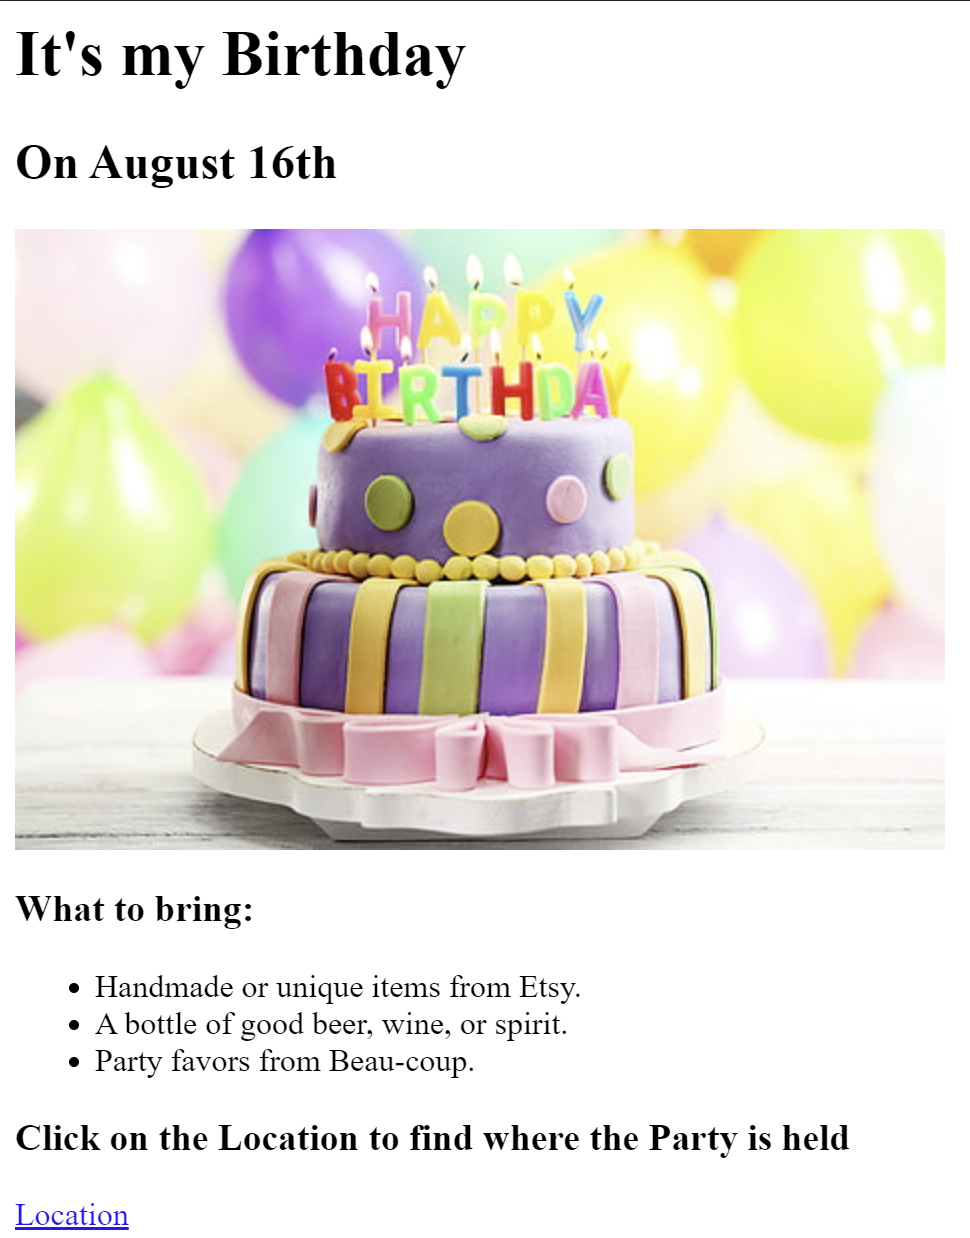 It's my Birthday
On August 16th
HAPPY
BIRTHDAY
What to bring:
Handmade or unique items from Etsy.
A bottle of good beer, wine, or spirit.
Party favors from Beau-coup.
Click on the Location to find where the Party is held
Location